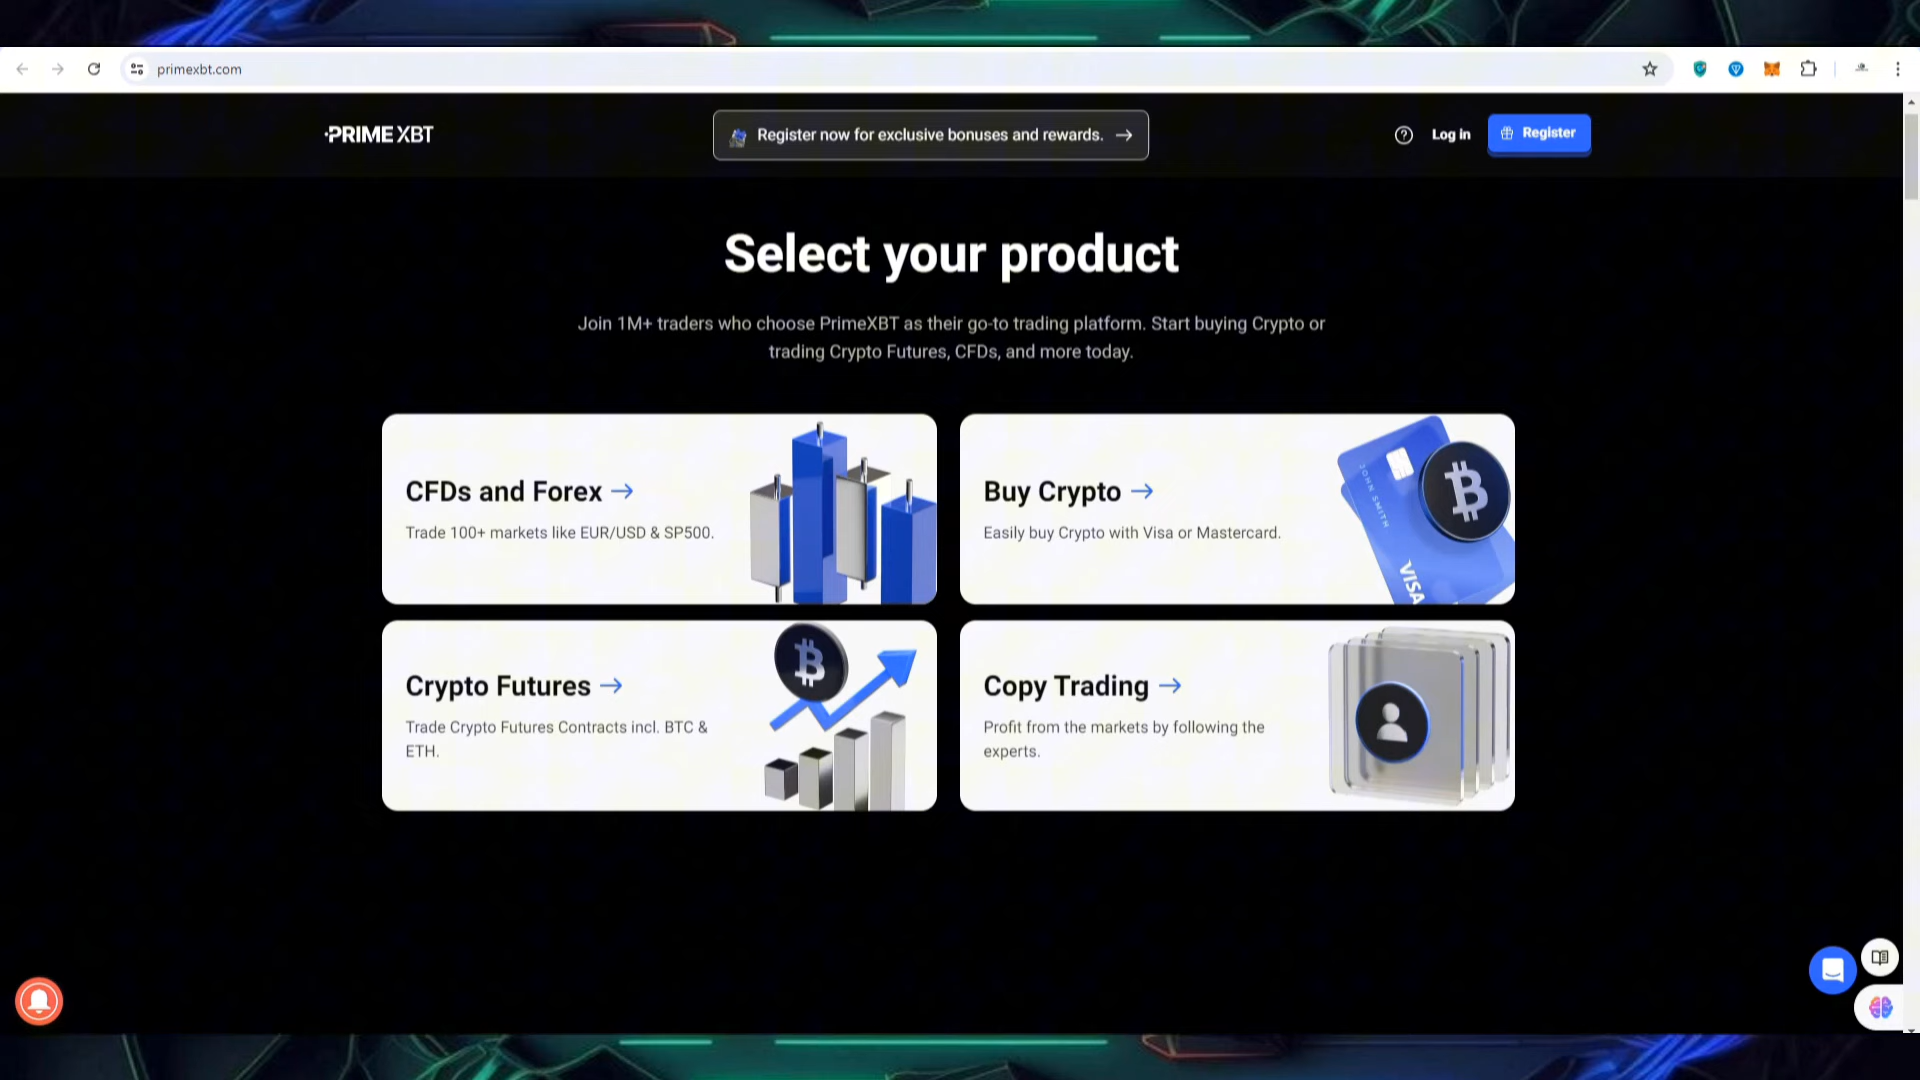 primexbt.com
PRIME XBT
Register now for exclusive bonuses and rewards.
Log in
Register
Select your product
Join 1M+ traders who choose PrimeXBT as their go-to trading platform. Start buying Crypto or
trading Crypto Futures, CFDs, and more today.
CFDs and Forex
Trade 100+ markets like EUR/USD & SP500.
Buy Crypto
Easily buy Crypto with Visa or Mastercard.
JOHN SMITH
VISA
Crypto Futures
Trade Crypto Futures Contracts incl. BTC &
ETH.
Copy Trading
Profit from the markets by following the
experts.